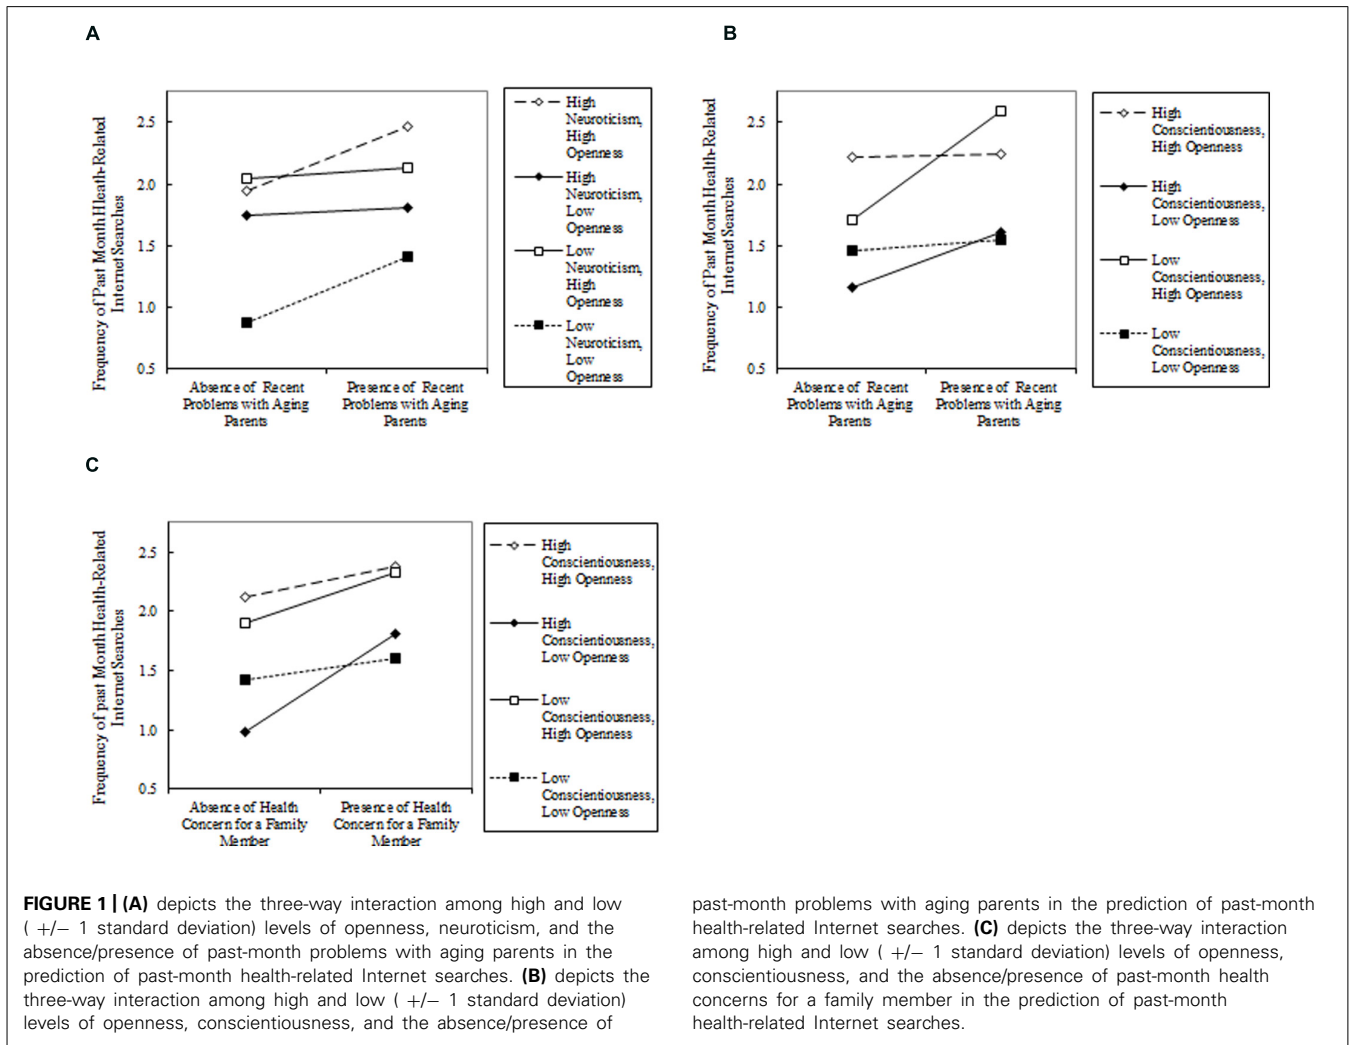 A
Frequency of Past Month Hleath-Related
Internet Searches
2.5
2.0
1.5
1.0
0.5
Absence of Recent
Problems with Aging
Parents
Presence of Recent
Problems with Aging
Parents
High
Neuroticism,
High
Openness
High
Neuroticism,
Low
Openness
Low
Neuroticism,
High
Openness
Low
Neuroticism,
Low
Openness
B
Frequency of Past Month Health-Related
Internet Searches
2.5
2.0
1.5
1.0
0.5
Absence of Recent
Problems with Aging
Parents
Presence of Recent
Problems with Aging
Parents
High
Conscientiousness,
High Openness
High
Conscientiousness,
Low Openness
Low
Conscientiousness,
High Openness
Low
Conscientiousness,
Low Openness
C
Frequency of past Month Health-Related
Internet Searches
2.5
2.0
1.5
1.0
0.5
Absence of Health
Concern for a Family
Member
Presence of Health
Concern for a Family
Member
High
Conscientiousness,
High Openness
High
Conscientiousness,
Low Openness
Low
Conscientiousness,
High Openness
Low
Conscientiousness,
Low Openness
FIGURE 1 | (A) depicts the three-way interaction among high and low
( +/− 1 standard deviation) levels of openness, neuroticism, and the
absence/presence of past-month problems with aging parents in the
prediction of past-month health-related Internet searches. (B) depicts the
three-way interaction among high and low ( +/− 1 standard deviation)
levels of openness, conscientiousness, and the absence/presence of
past-month problems with aging parents in the prediction of past-month
health-related Internet searches. (C) depicts the three-way interaction
among high and low ( +/− 1 standard deviation) levels of openness,
conscientiousness, and the absence/presence of past-month health
concerns for a family member in the prediction of past-month
health-related Internet searches.